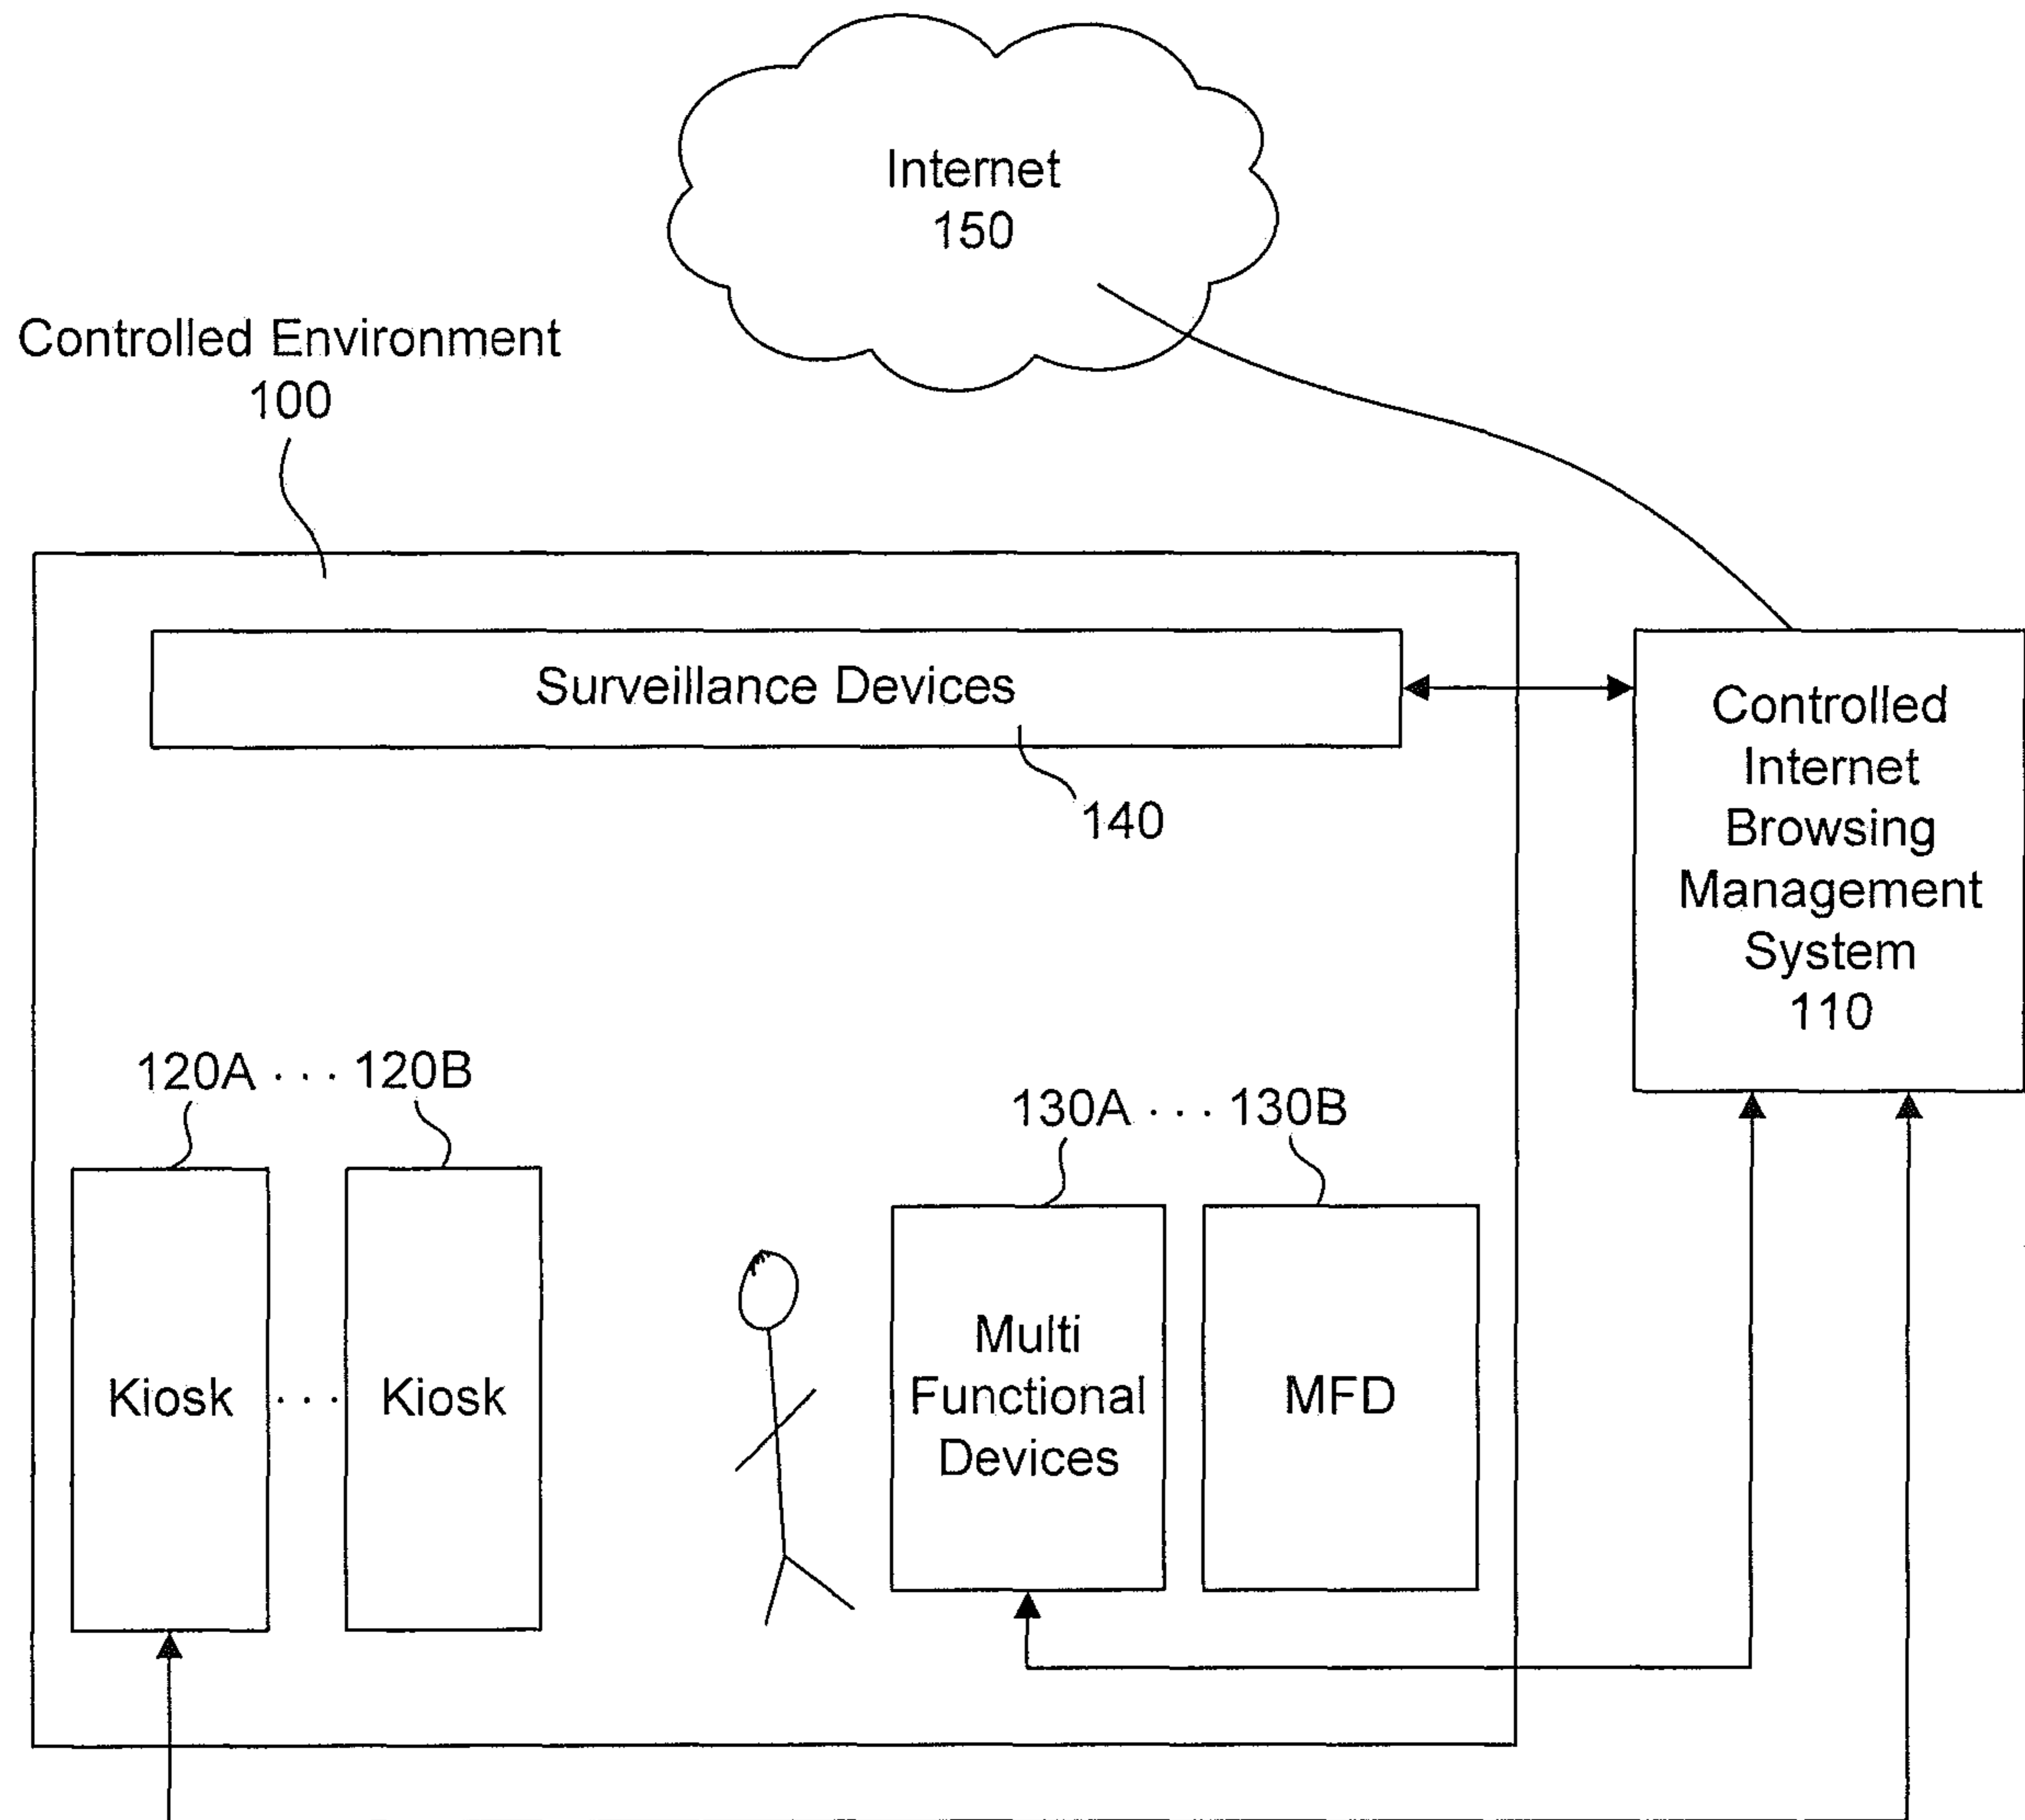 Internet
150
Controlled Environment
100
Surveillance Devices
140
Controlled
Internet
Browsing
Management
System
110
120A · · · 120B
130A · · · 130B
Kiosk · · · Kiosk
Multi
Functional
Devices
MFD